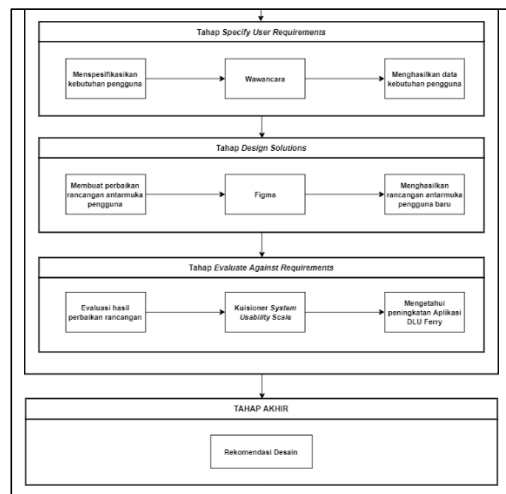 Tahap Specify User Requirements
Menspesifikasikan
kebutuhan pengguna
Wawancara
Menghasilkan data
kebutuhan pengguna
Tahap Design Solutions
Membuat perbaikan
rancangan antarmuka
pengguna
Figma
Menghasilkan
rancangan antarmuka
pengguna baru
Tahap Evaluate Against Requirements
Evaluasi hasil
perbaikan rancangan
Kuisioner System
Usability Scale
Mengetahui
peningkatan Aplikasi
DLU Ferry
TAHAP AKHIR
Rekomendasi Desain